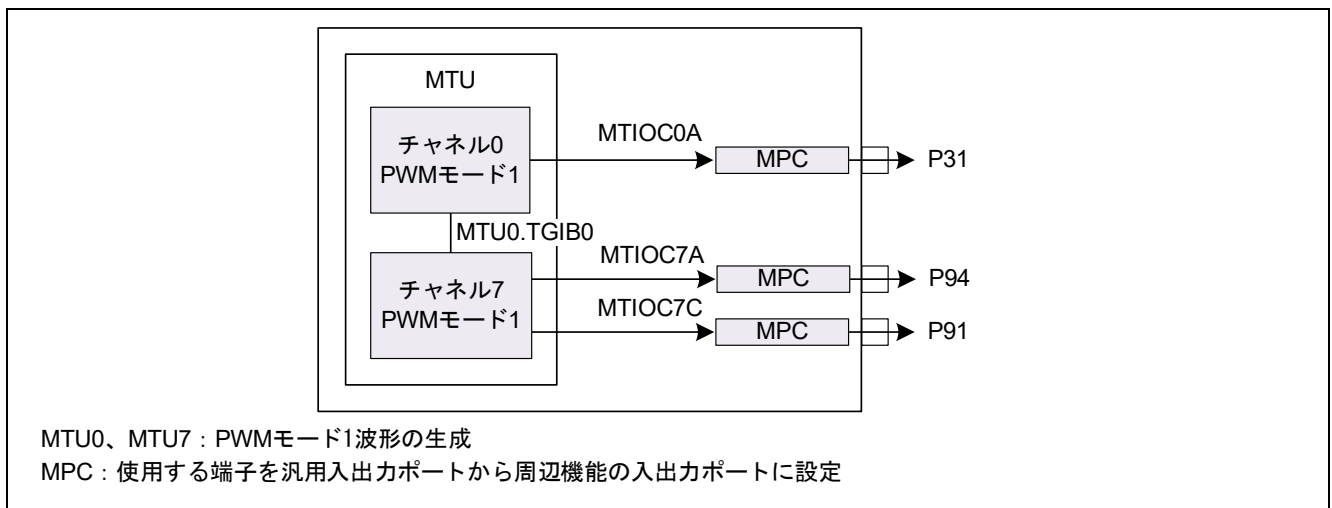 MTU
チャネル0
PWMモード1
MTIOC0A
MPC
P31
MTU0.TGIB0
チャネル7
PWMモード1
MTIOC7A
MPC
P94
MTIOC7C
MPC
P91
MTU0、MTU7：PWMモード1波形の生成
MPC：使用する端子を汎用入出力ポートから周辺機能の入出力ポートに設定